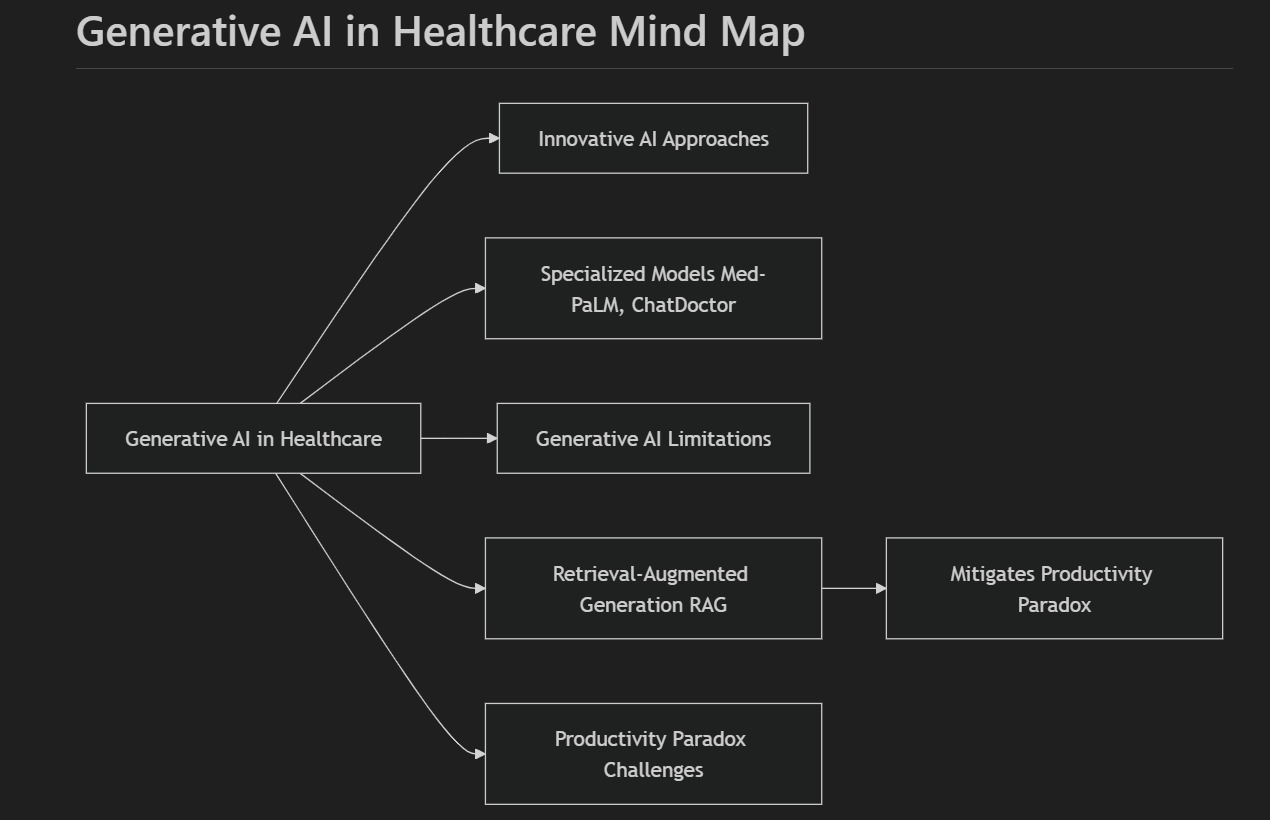 Generative AI in Healthcare Mind Map
Innovative AI Approaches
Specialized Models Med-
PaLM, ChatDoctor
Generative AI in Healthcare
Generative AI Limitations
Retrieval-Augmented
Generation RAG
Mitigates Productivity
Paradox
Productivity Paradox
Challenges